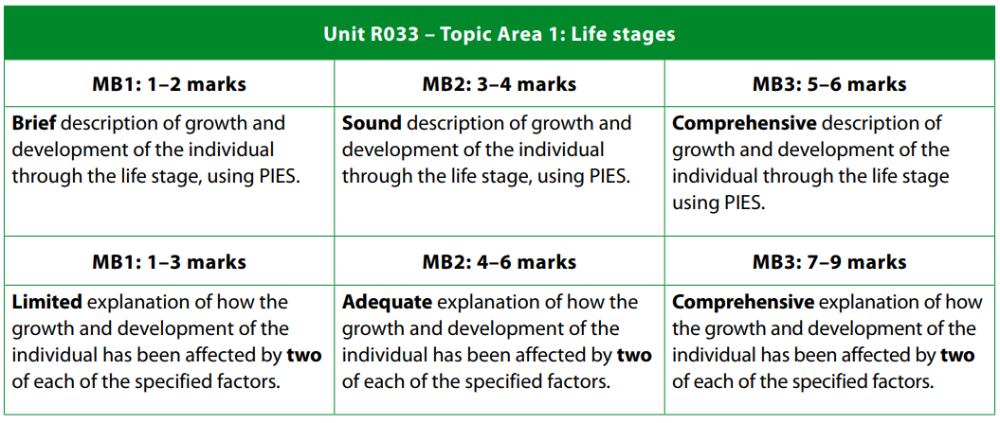 Unit R033 – Topic Area 1: Life stages
MB1: 1–2 marks
MB2: 3–4 marks
MB3: 5–6 marks
Brief description of growth and
development of the individual
through the life stage, using PIES.
Sound description of growth and
development of the individual
through the life stage, using PIES.
Comprehensive description of
growth and development of the
individual through the life stage
using PIES.
MB1: 1–3 marks
MB2: 4–6 marks
MB3: 7–9 marks
Limited explanation of how the
growth and development of the
individual has been affected by two
of each of the specified factors.
Adequate explanation of how the
growth and development of the
individual has been affected by two
of each of the specified factors.
Comprehensive explanation of how
the growth and development of the
individual has been affected by two
of each of the specified factors.